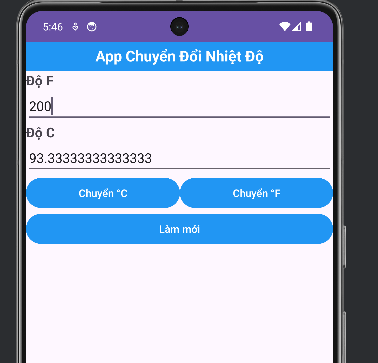 5:46
App Chuyển Đổi Nhiệt Độ
Độ F
200
Độ C
93.33333333333333
Chuyển °C Chuyển °F
Làm mới